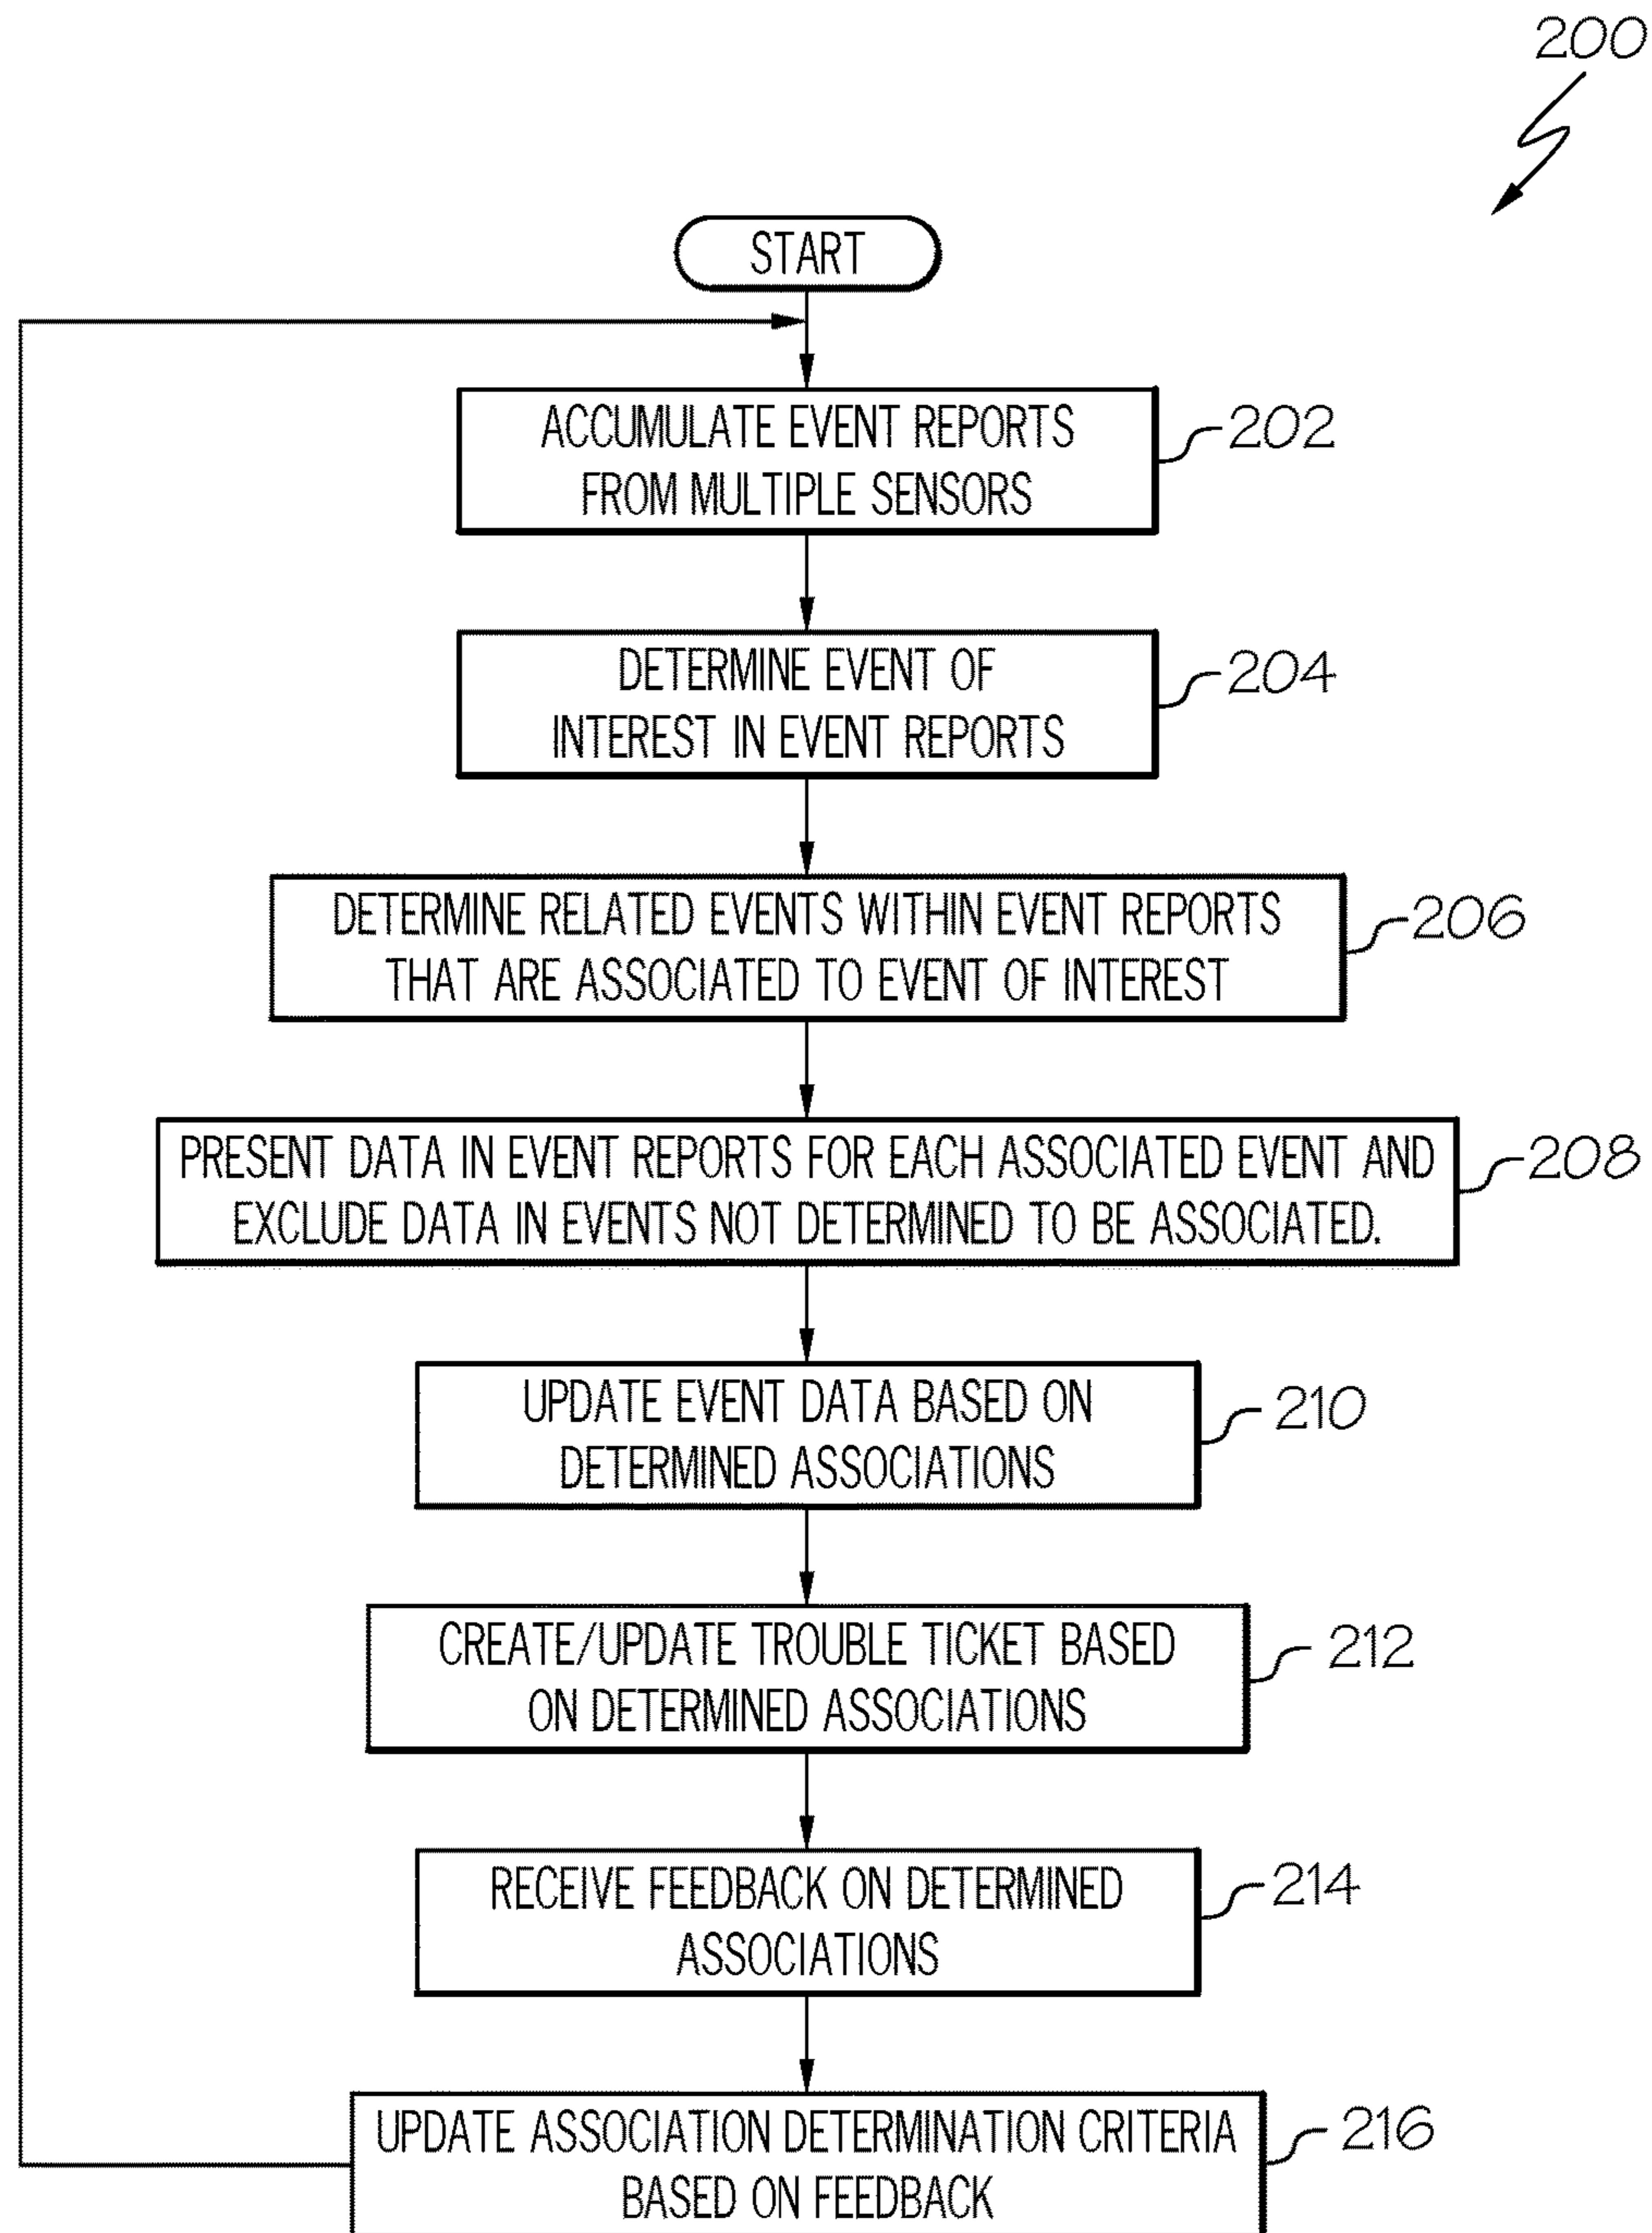 200
START
ACCUMULATE EVENT REPORTS
FROM MULTIPLE SENSORS
202
DETERMINE EVENT OF
INTEREST IN EVENT REPORTS
204
DETERMINE RELATED EVENTS WITHIN EVENT REPORTS
THAT ARE ASSOCIATED TO EVENT OF INTEREST
206
PRESENT DATA IN EVENT REPORTS FOR EACH ASSOCIATED EVENT AND
EXCLUDE DATA IN EVENTS NOT DETERMINED TO BE ASSOCIATED.
208
UPDATE EVENT DATA BASED ON
DETERMINED ASSOCIATIONS
210
CREATE/UPDATE TROUBLE TICKET BASED
ON DETERMINED ASSOCIATIONS
212
RECEIVE FEEDBACK ON DETERMINED
ASSOCIATIONS
214
UPDATE ASSOCIATION DETERMINATION CRITERIA
BASED ON FEEDBACK
216